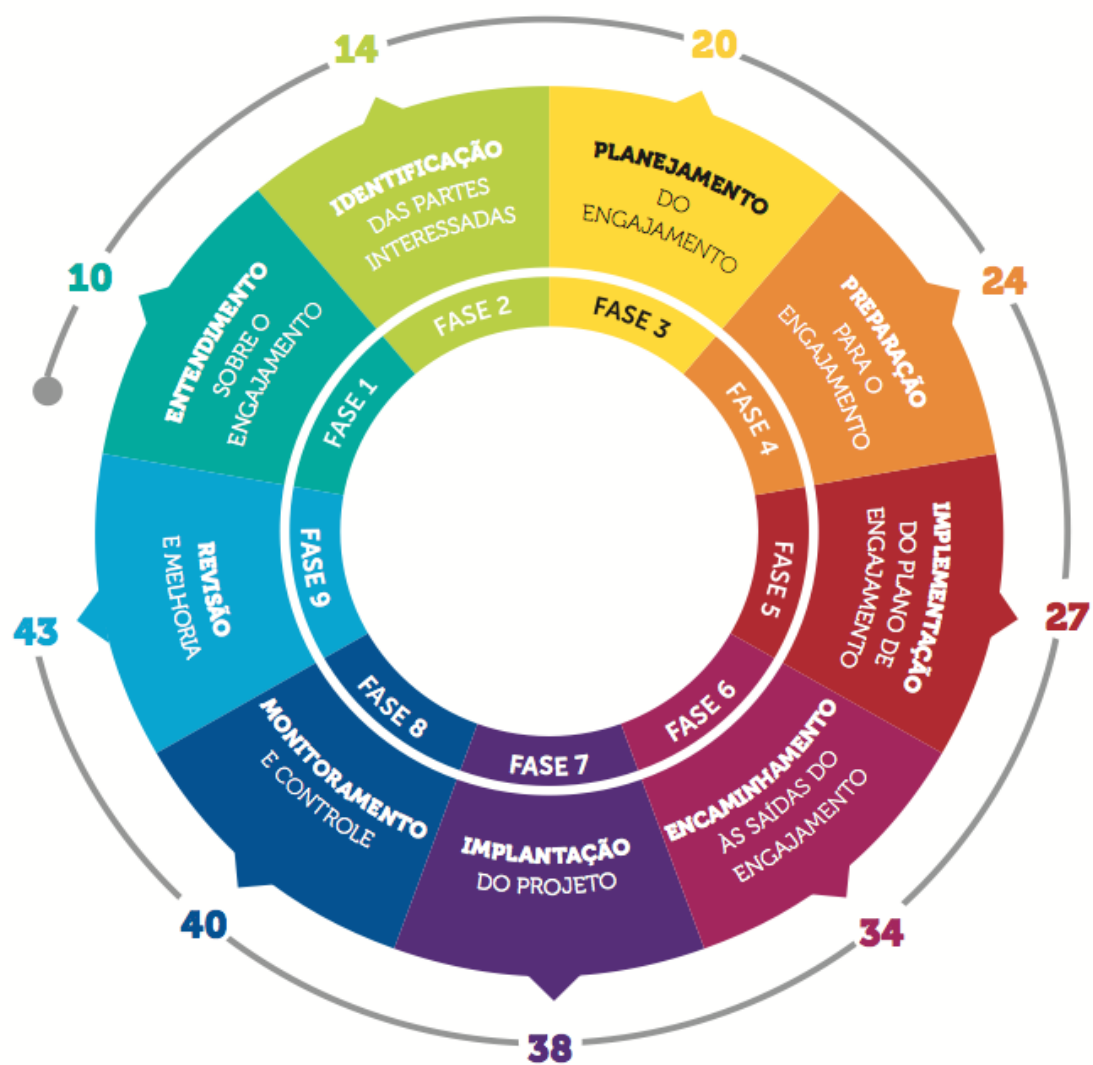 10
ENTENDIMENTO
SOBRE O
ENGAJAMENTO
FASE 1
14
IDENTIFICAÇÃO
DAS PARTES
INTERESSADAS
FASE 2
20
PLANEJAMENTO
DO
ENGAJAMENTO
FASE 3
24
PREPARAÇÃO
PARA O
ENGAJAMENTO
FASE 4
27
IMPLEMENTAÇÃO
DO PLANO DE
ENGAJAMENTO
FASE 5
34
ENCAMINHAMENTO
ÀS SAÍDAS DO
ENGAJAMENTO
FASE 6
38
IMPLANTAÇÃO
DO PROJETO
FASE 7
40
MONITORAMENTO
E CONTROLE
FASE 8
43
REVISÃO
E MELHORIA
FASE 9